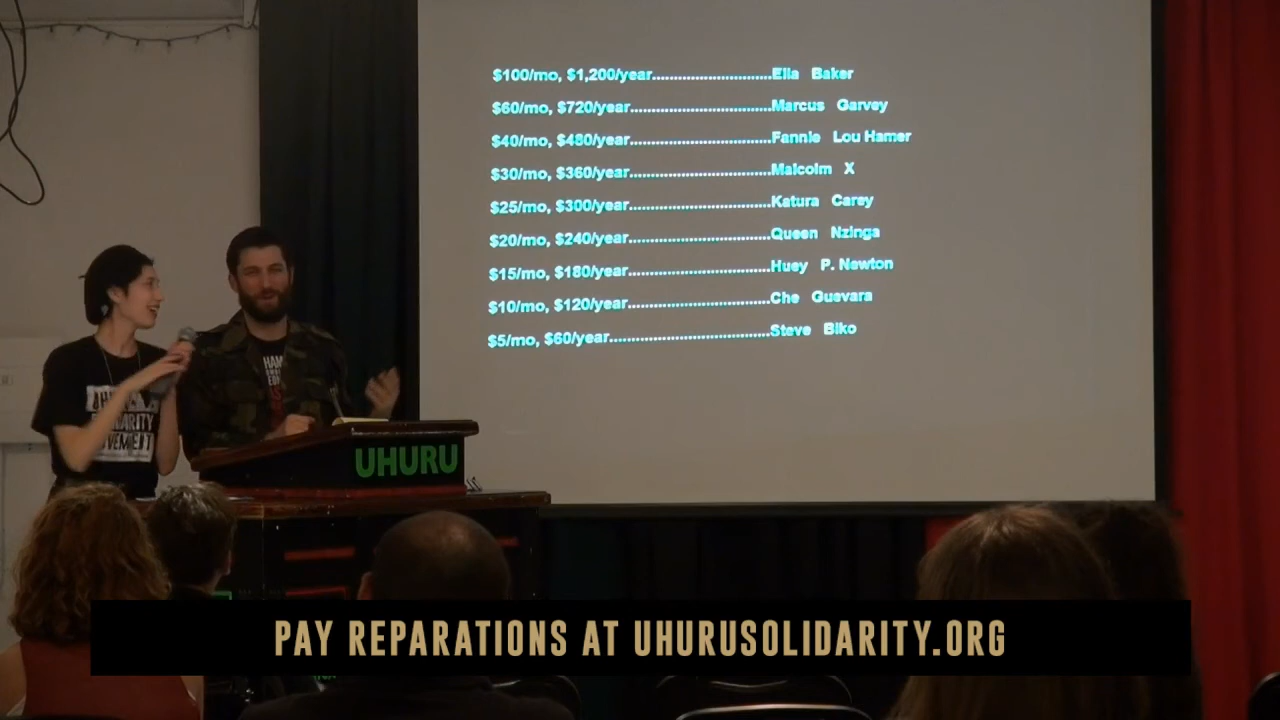 $100/mo, $1,200/year............................Ella Baker
$60/mo, $720/year.................................Marcus Garvey
$40/mo, $480/year.................................Fannie Lou Hamer
$30/mo, $360/year.................................Malcolm X
$25/mo, $300/year.................................Katura Carey
$20/mo, $240/year.................................Queen Nzinga
$15/mo, $180/year.................................Huey P. Newton
$10/mo, $120/year.................................Che Guevara
$5/mo, $60/year......................................Steve Biko
UHURU
PAY REPARATIONS AT UHURUSOLIDARITY.ORG